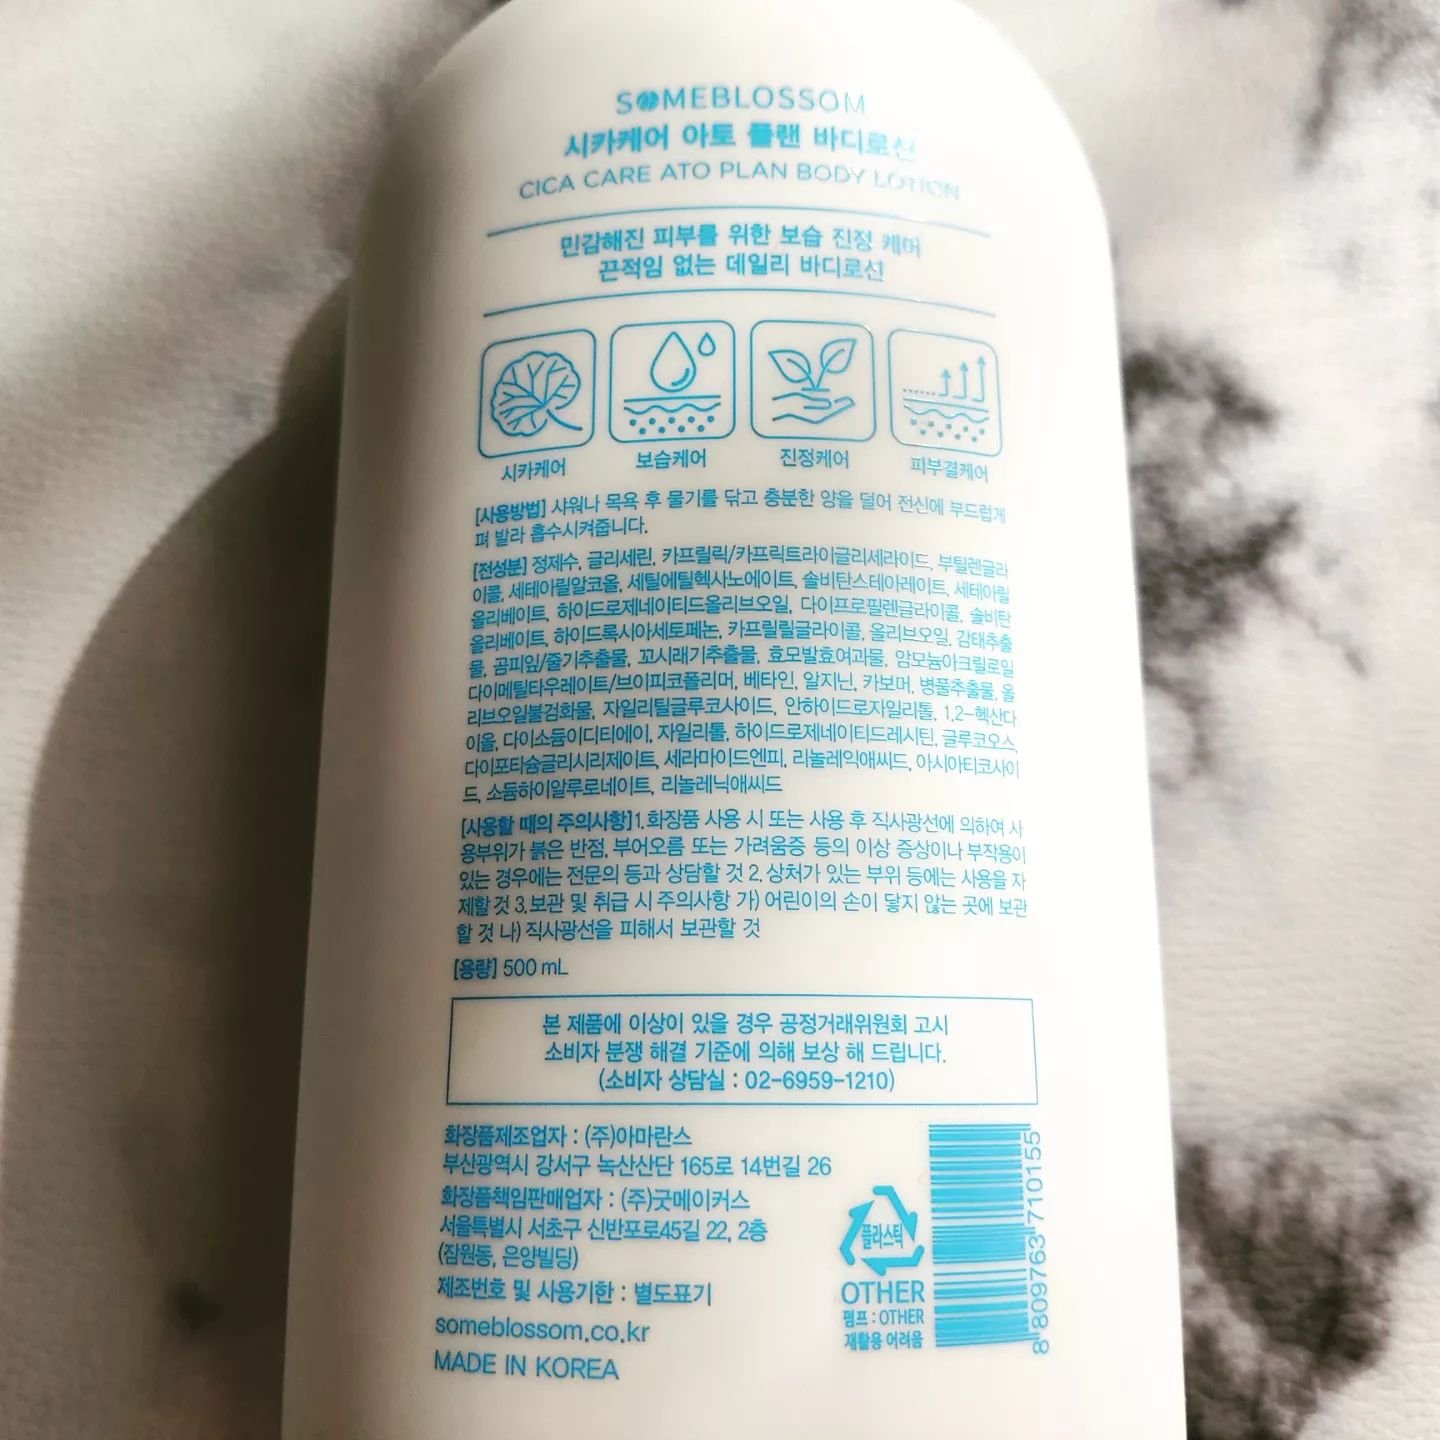 SOMEBLOSSOM
시카케어 아토 플랜 바디로션
CICA CARE ATO PLAN BODY LOTION
민감해진 피부를 위한 보습 진정 케어
끈적임 없는 데일리 바디로션
시카케어
보습케어
진정케어
피부결케어
[사용방법] 샤워나 목욕 후 물기를 닦고 충분한 양을 덜어 전신에 부드럽게
펴 발라 흡수시켜줍니다.
[전성분] 정제수, 글리세린, 카프릴릭/카프릭트라이글리세라이드, 부틸렌글라
이콜, 세테아릴알코올, 세틸에틸헥사노에이트, 솔비탄스테아레이트, 세테아릴
올리베이트, 하이드로제네이티드올리브오일, 다이프로필렌글라이콜, 솔비탄
올리베이트, 하이드록시아세토페논, 카프릴릴글라이콜, 올리브오일, 감태추출
물, 곰피잎/줄기추출물, 꼬시래기추출물, 효모발효여과물, 암모늄아크릴로일
다이메틸타우레이트/브이피코폴리머, 베타인, 알지닌, 카보머, 병풀추출물, 올
리브오일불검화물, 자일리틸글루코사이드, 안하이드로자일리톨, 1,2-헥산다
이올, 다이소듐이디티에이, 자일리톨, 하이드로제네이티드레시틴, 글루코오스,
다이포타슘글리시리제이트, 세라마이드엔피, 리놀레익애씨드, 아시아티코사이
드, 소듐하이알루로네이트, 리놀레닉애씨드
[사용할 때의 주의사항] 1.화장품 사용 시 또는 사용 후 직사광선에 의하여 사
용부위가 붉은 반점, 부어오름 또는 가려움증 등의 이상 증상이나 부작용이
있는 경우에는 전문의 등과 상담할 것 2. 상처가 있는 부위 등에는 사용을 자
제할 것 3.보관 및 취급 시 주의사항 가) 어린이의 손이 닿지 않는 곳에 보관
할 것 나) 직사광선을 피해서 보관할 것
[용량] 500 mL
본 제품에 이상이 있을 경우 공정거래위원회 고시
소비자 분쟁 해결 기준에 의해 보상 해 드립니다.
(소비자 상담실 : 02-6959-1210)
화장품제조업자 : (주)아마란스
부산광역시 강서구 녹산산단 165로 14번길 26
화장품책임판매업자 : (주)굿메이커스
서울특별시 서초구 신반포로45길 22, 2층
(잠원동, 은양빌딩)
제조번호 및 사용기한 : 별도표기
someblossom.co.kr
MADE IN KOREA
플라스틱
OTHER
펌프 : OTHER
재활용 어려움
8 809763 710155